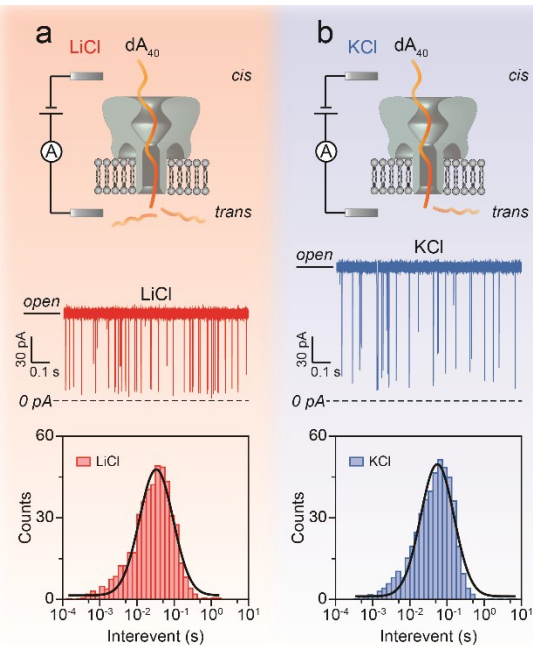 a
LiCl
dA₄₀
cis
A
trans
open
LiCl
30 pA
0.1 s
0 pA
60
30
0
Counts
LiCl
10⁻⁴ 10⁻³ 10⁻² 10⁻¹ 10⁰ 10¹
Interevent (s)
b
KCl
dA₄₀
cis
A
trans
open
KCl
30 pA
0.1 s
0 pA
60
30
0
Counts
KCl
10⁻⁴ 10⁻³ 10⁻² 10⁻¹ 10⁰ 10¹
Interevent (s)